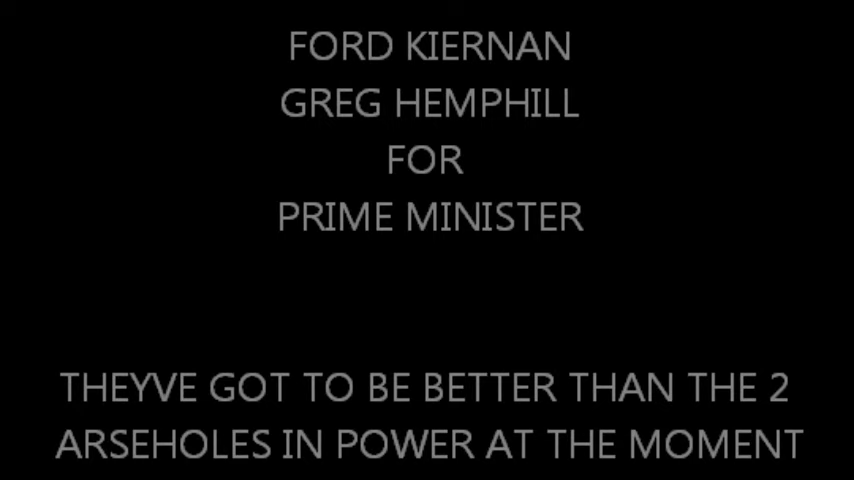 FORD KIERNAN
GREG HEMPHILL
FOR
PRIME MINISTER
THEYVE GOT TO BE BETTER THAN THE 2
ARSEHOLES IN POWER AT THE MOMENT